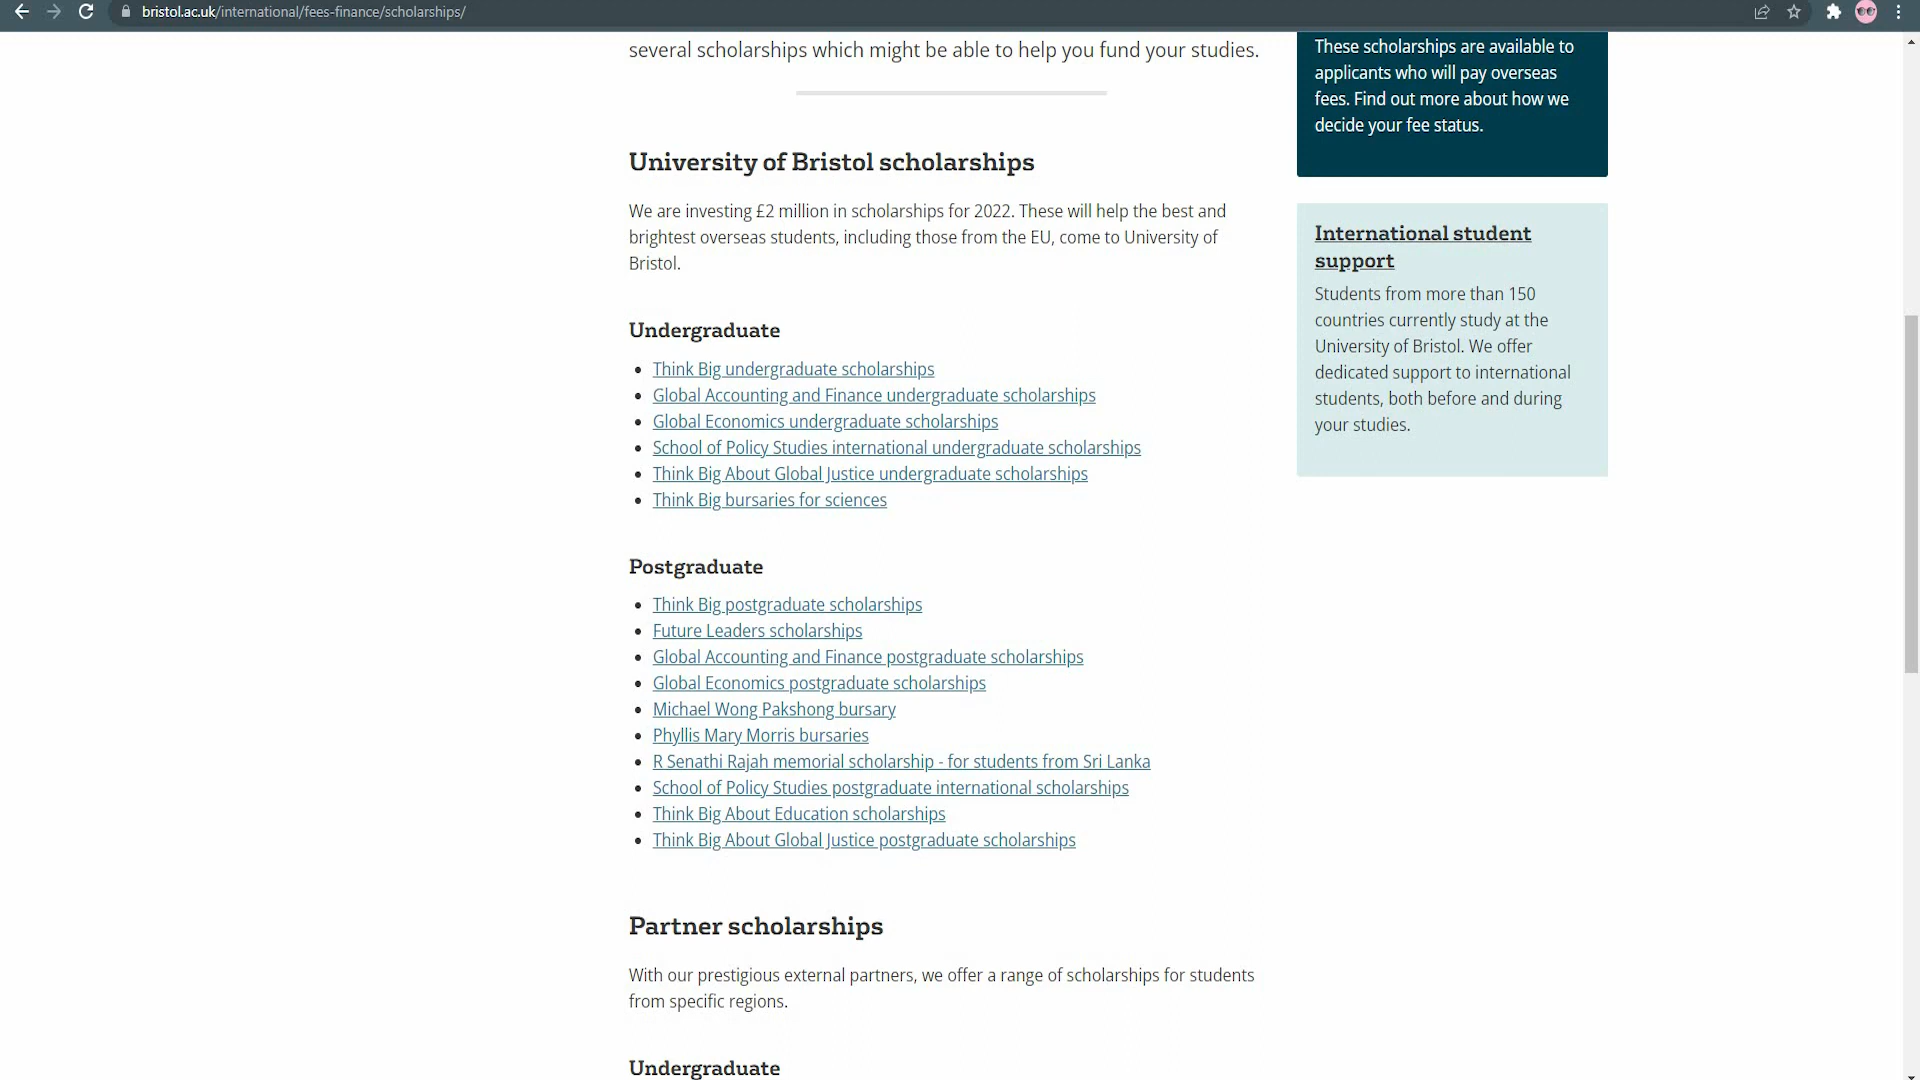 bristol.ac.uk/international/fees-finance/scholarships/
several scholarships which might be able to help you fund your studies.
University of Bristol scholarships
We are investing £2 million in scholarships for 2022. These will help the best and
brightest overseas students, including those from the EU, come to University of
Bristol.
Undergraduate
Think Big undergraduate scholarships
Global Accounting and Finance undergraduate scholarships
Global Economics undergraduate scholarships
School of Policy Studies international undergraduate scholarships
Think Big About Global Justice undergraduate scholarships
Think Big bursaries for sciences
Postgraduate
Think Big postgraduate scholarships
Future Leaders scholarships
Global Accounting and Finance postgraduate scholarships
Global Economics postgraduate scholarships
Michael Wong Pakshong bursary
Phyllis Mary Morris bursaries
R Senathi Rajah memorial scholarship - for students from Sri Lanka
School of Policy Studies postgraduate international scholarships
Think Big About Education scholarships
Think Big About Global Justice postgraduate scholarships
Partner scholarships
With our prestigious external partners, we offer a range of scholarships for students
from specific regions.
Undergraduate
These scholarships are available to
applicants who will pay overseas
fees. Find out more about how we
decide your fee status.
International student
support
Students from more than 150
countries currently study at the
University of Bristol. We offer
dedicated support to international
students, both before and during
your studies.